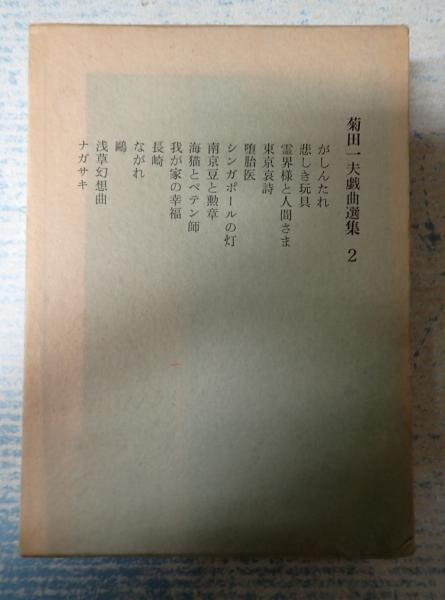 菊田一夫戯曲選集 2
がしんたれ
悲しき玩具
霊界様と人間さま
東京哀詩
堕胎医
シンガポールの灯
南京豆と勲章
海猫とペテン師
我が家の幸福
長崎
ながれ
鷗
浅草幻想曲
ナガサキ